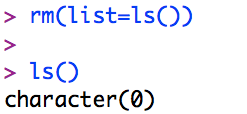 > rm(list=ls())
>
> ls()
character(0)